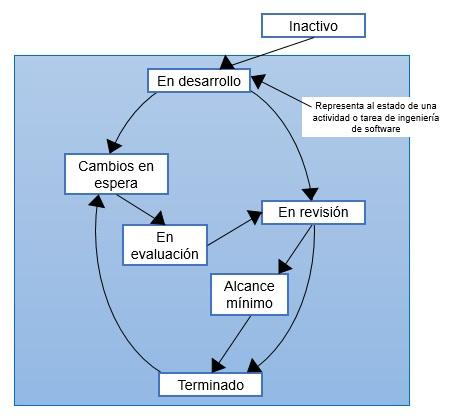 Inactivo
En desarrollo
Representa al estado de una
actividad o tarea de ingeniería
de software
Cambios en
espera
En revisión
En
evaluación
Alcance
mínimo
Terminado